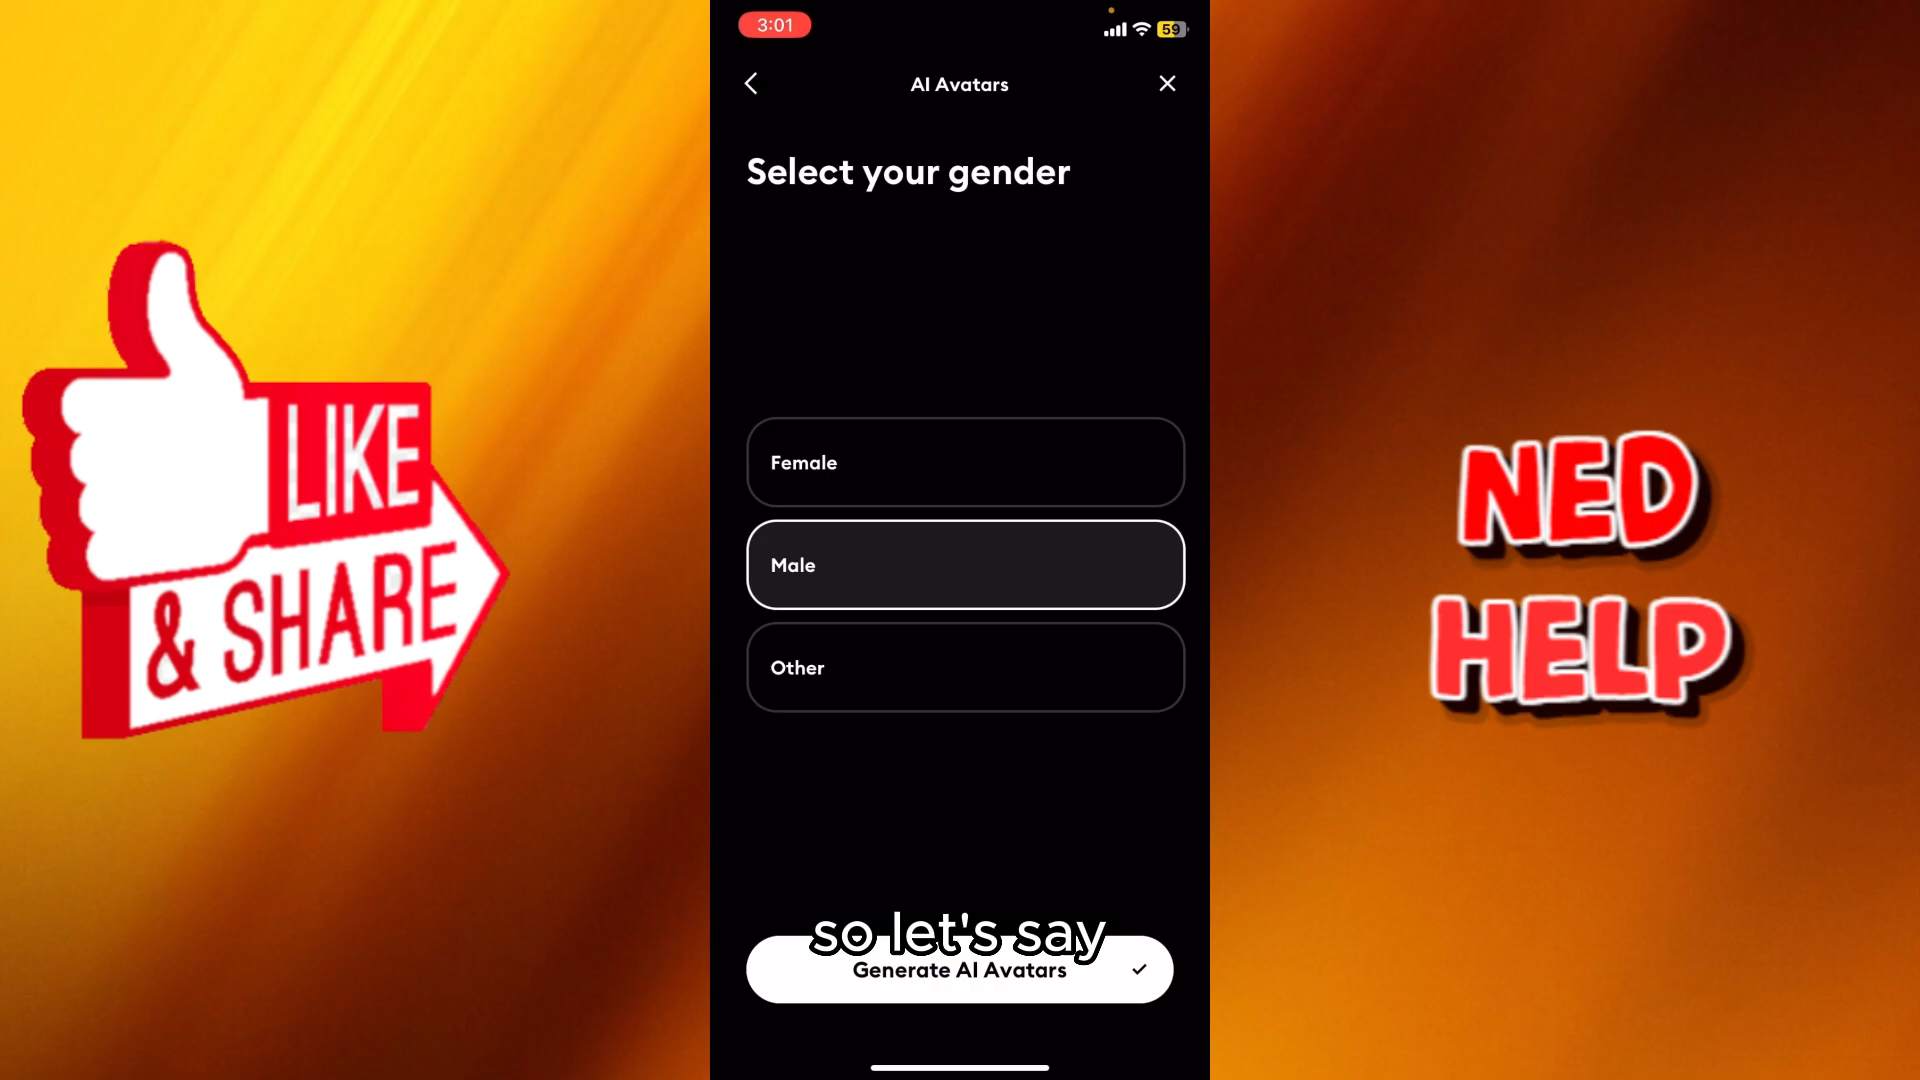 3:01
59
AI Avatars
Select your gender
Female
Male
Other
so let's say
Generate AI Avatars
LIKE
& SHARE
NED
HELP